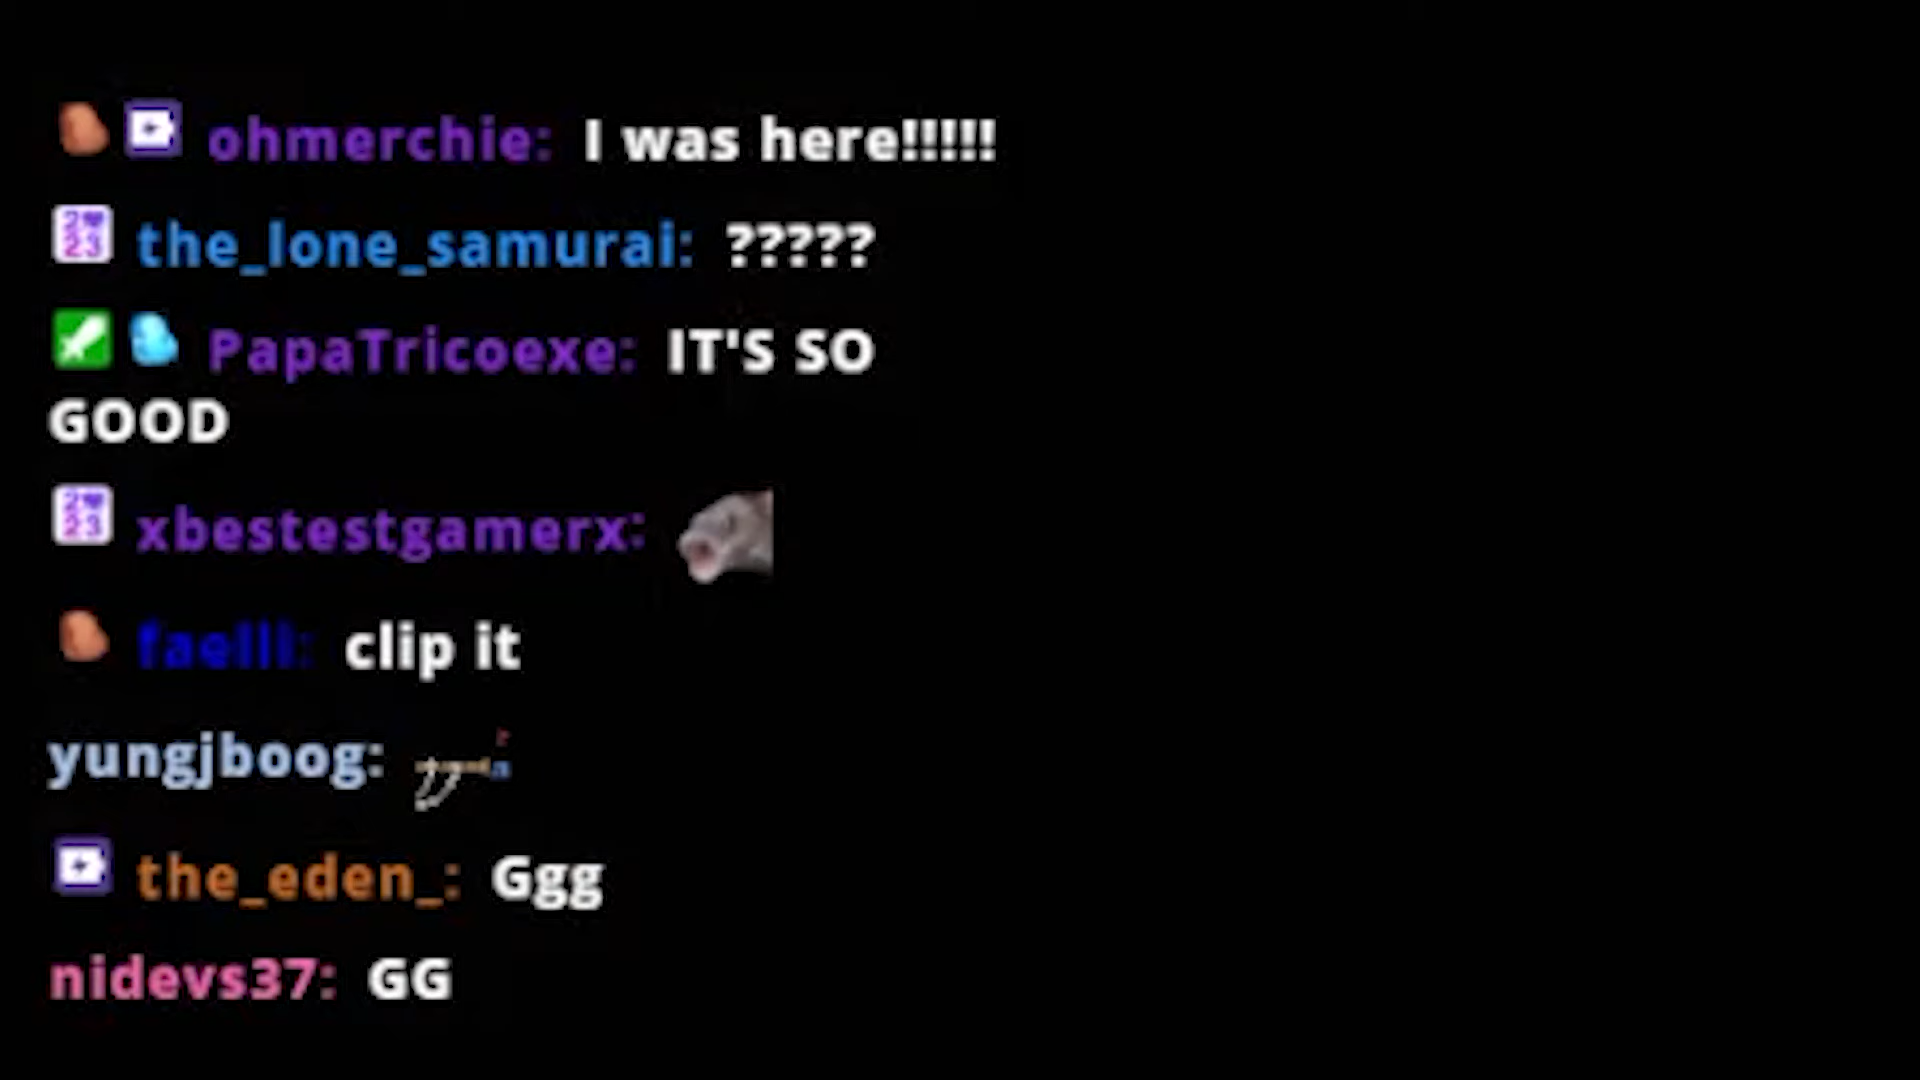 ohmerchie: I was here!!!!!
the_lone_samurai: ?????
PapaTricoexe: IT'S SO
GOOD
xbestestgamerx:
faelll: clip it
yungjboog:
the_eden_: Ggg
nidevs37: GG